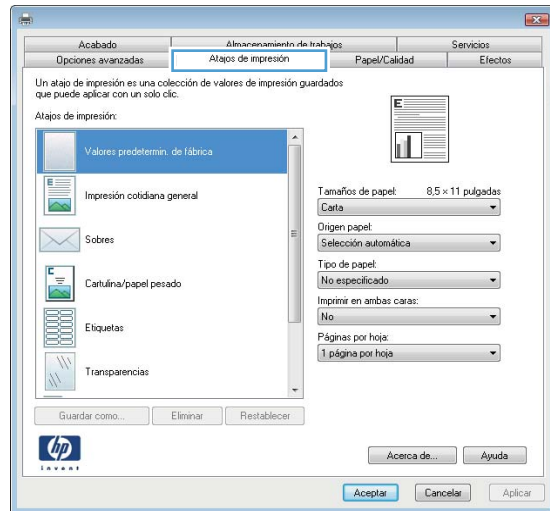 Acabado
Almacenamiento de trabajos
Servicios
Opciones avanzadas
Atajos de impresión
Papel/Calidad
Efectos
Un atajo de impresión es una colección de valores de impresión guardados
que puede aplicar con un solo clic.
Atajos de impresión:
Valores predetermin. de fábrica
Impresión cotidiana general
Sobres
Cartulina/papel pesado
Etiquetas
Transparencias
Guardar como...
Eliminar
Restablecer
E
Tamaños de papel: 8,5 × 11 pulgadas
Carta
Origen papel:
Selección automática
Tipo de papel:
No especificado
Imprimir en ambas caras:
No
Páginas por hoja:
1 página por hoja
hp
invent
Acerca de...
Ayuda
Aceptar
Cancelar
Aplicar